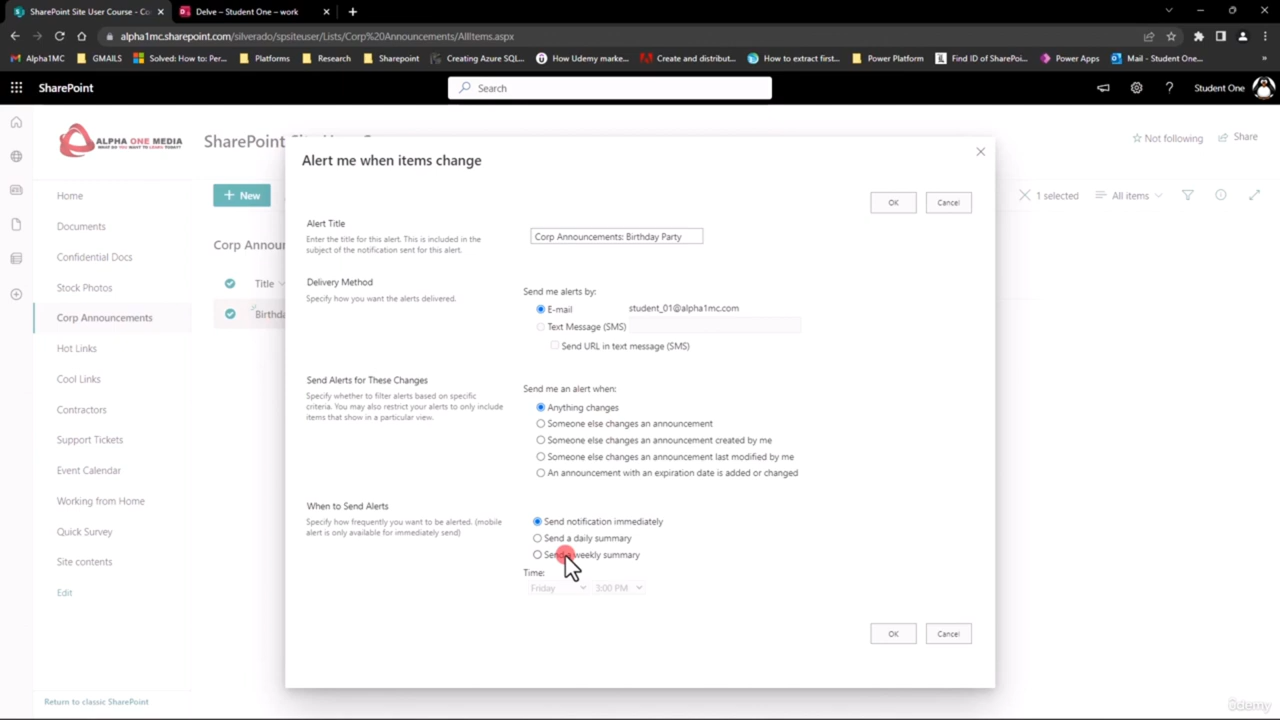 SharePoint Site User Course - Co
Delve - Student One - work
alpha1mc.sharepoint.com/silverado/spsiteuser/Lists/Corp%20Announcements/AllItems.aspx
Alpha1MC
GMAILS
Solved: How to: Per...
Platforms
Research
Sharepoint
Creating Azure SQL...
How Udemy marke...
Create and distribut...
How to extract first...
Power Platform
Find ID of SharePoi...
Power Apps
Mail - Student One...
SharePoint
Search
Student One
ALPHA ONE MEDIA
WHAT DO YOU WANT TO LEARN TODAY?
SharePoint Site User Co
Not following
Share
Home
Documents
Confidential Docs
Stock Photos
Corp Announcements
Hot Links
Cool Links
Contractors
Support Tickets
Event Calendar
Working from Home
Quick Survey
Site contents
Edit
Return to classic SharePoint
+ New
1 selected
All items
Corp Announ
Title
Birthda
Alert me when items change
OK
Cancel
Alert Title
Enter the title for this alert. This is included in the
subject of the notification sent for this alert.
Corp Announcements: Birthday Party
Delivery Method
Specify how you want the alerts delivered.
Send me alerts by:
E-mail
student_01@alpha1mc.com
Text Message (SMS)
Send URL in text message (SMS)
Send Alerts for These Changes
Specify whether to filter alerts based on specific
criteria. You may also restrict your alerts to only include
items that show in a particular view.
Send me an alert when:
Anything changes
Someone else changes an announcement
Someone else changes an announcement created by me
Someone else changes an announcement last modified by me
An announcement with an expiration date is added or changed
When to Send Alerts
Specify how frequently you want to be alerted. (mobile
alert is only available for immediately send)
Send notification immediately
Send a daily summary
Send a weekly summary
Time:
Friday
3:00 PM
OK
Cancel
ûdemy